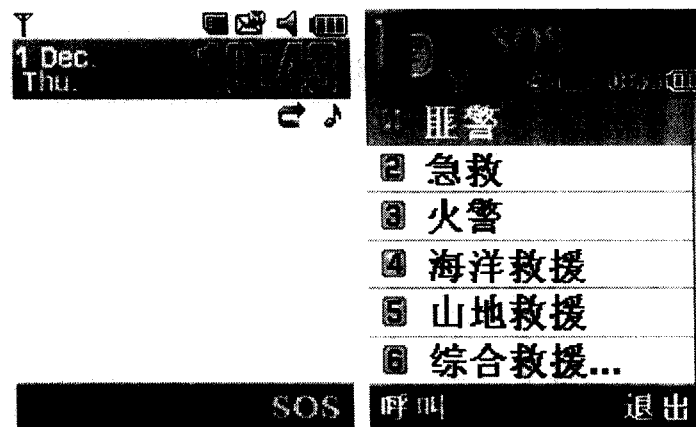 1 Dec.
Thu.
SOS
SOS
1 匪警
2 急救
3 火警
4 海洋救援
5 山地救援
6 综合救援...
呼叫 退出